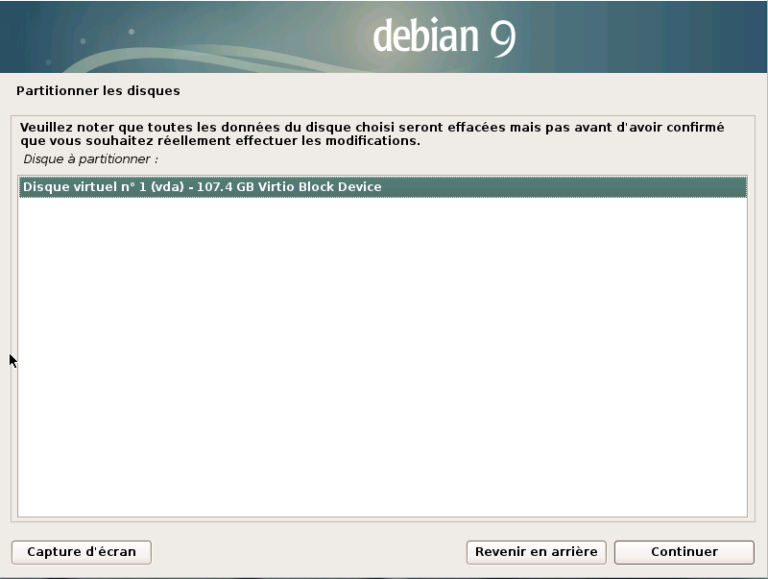 debian 9
Partitionner les disques
Veuillez noter que toutes les données du disque choisi seront effacées mais pas avant d'avoir confirmé
que vous souhaitez réellement effectuer les modifications.
Disque à partitionner :
Disque virtuel n° 1 (vda) - 107.4 GB Virtio Block Device
Capture d'écran
Revenir en arrière
Continuer